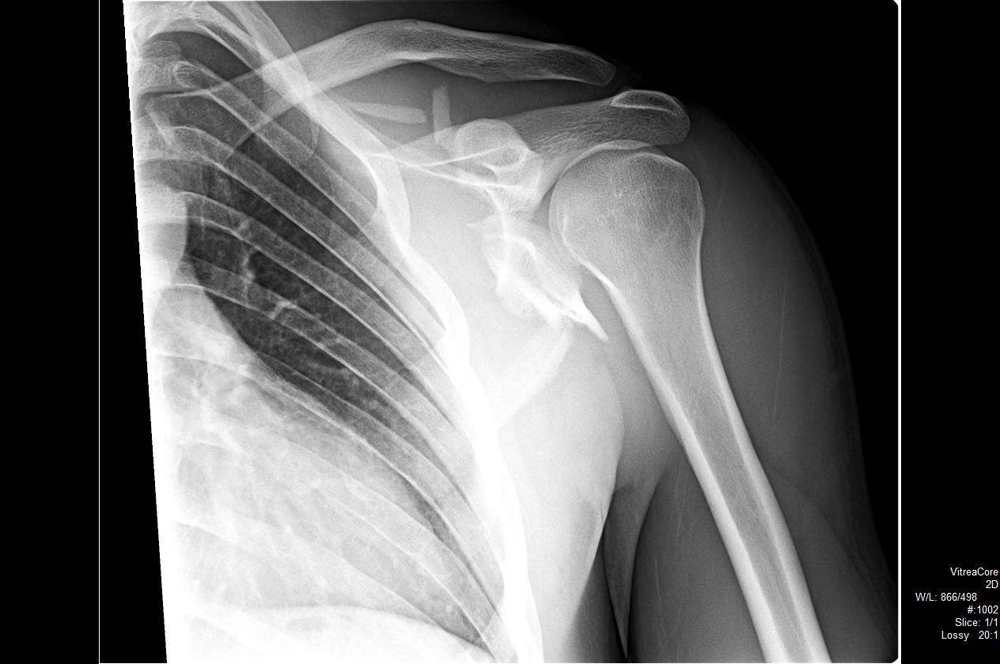 VitreaCore
2D
W/L: 866/498
#:1002
Slice: 1/1
Lossy 20:1